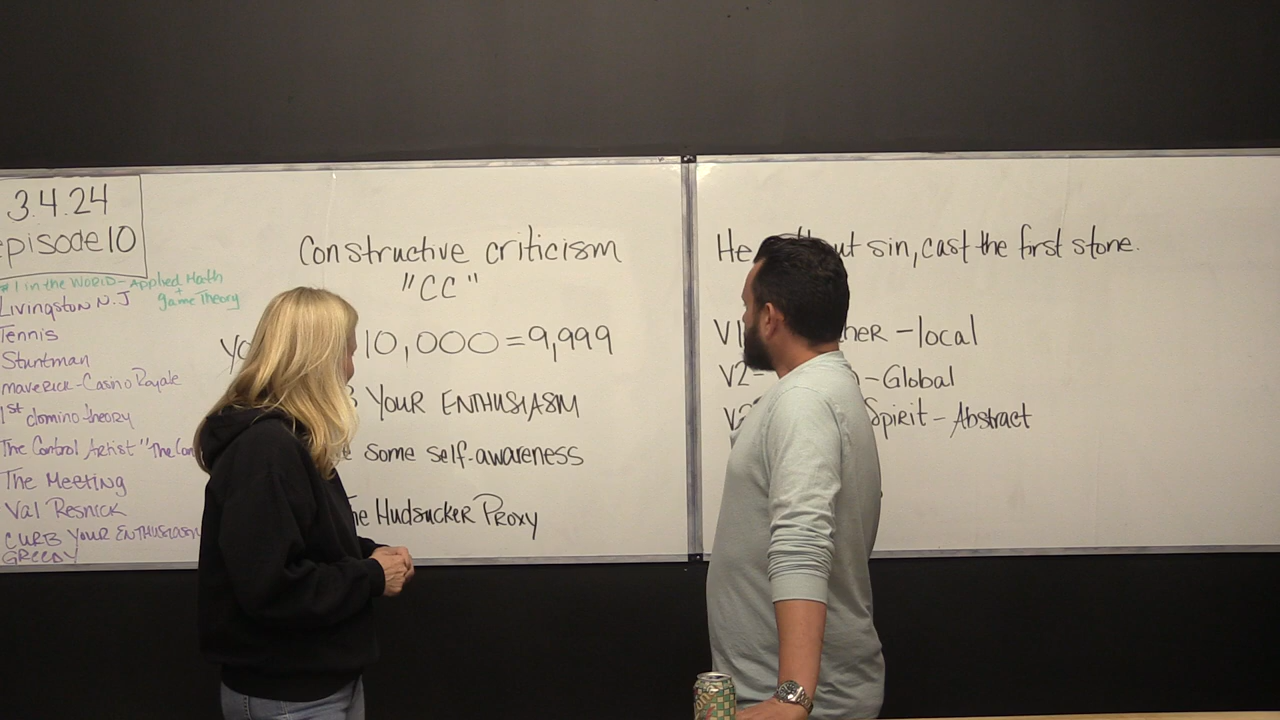 3.4.24
episode 10
#1 in the WORLD - Applied Math
+
game Theory
Livingston N.J
Tennis
Stuntman
maverick - Casino Royale
1st domino theory
The Control Artist "The Con
The Meeting
Val Resnick
CURB YOUR ENTHUSIASM
GREEDY
Constructive criticism
"CC"
yo 10,000 = 9,999
YOUR ENTHUSIASM
some self-awareness
The Hudsucker Proxy
He out sin, cast the first stone.
V1 her - local
V2- - Global
Spirit - Abstract